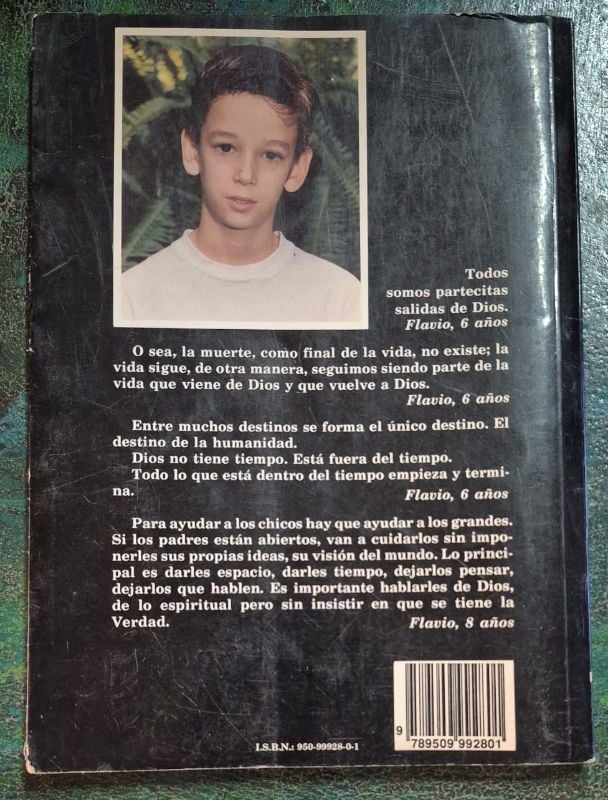 Todos
somos partecitas
salidas de Dios.
Flavio, 6 años
O sea, la muerte, como final de la vida, no existe; la
vida sigue, de otra manera, seguimos siendo parte de la
vida que viene de Dios y que vuelve a Dios.
Flavio, 6 años
Entre muchos destinos se forma el único destino. El
destino de la humanidad.
Dios no tiene tiempo. Está fuera del tiempo.
Todo lo que está dentro del tiempo empieza y termi-
na. Flavio, 6 años
Para ayudar a los chicos hay que ayudar a los grandes.
Si los padres están abiertos, van a cuidarlos sin impo-
nerles sus propias ideas, su visión del mundo. Lo princi-
pal es darles espacio, darles tiempo, dejarlos pensar,
dejarlos que hablen. Es importante hablarles de Dios,
de lo espiritual pero sin insistir en que se tiene la
Verdad. Flavio, 8 años
I.S.B.N.: 950-99928-0-1
9 789509 992801